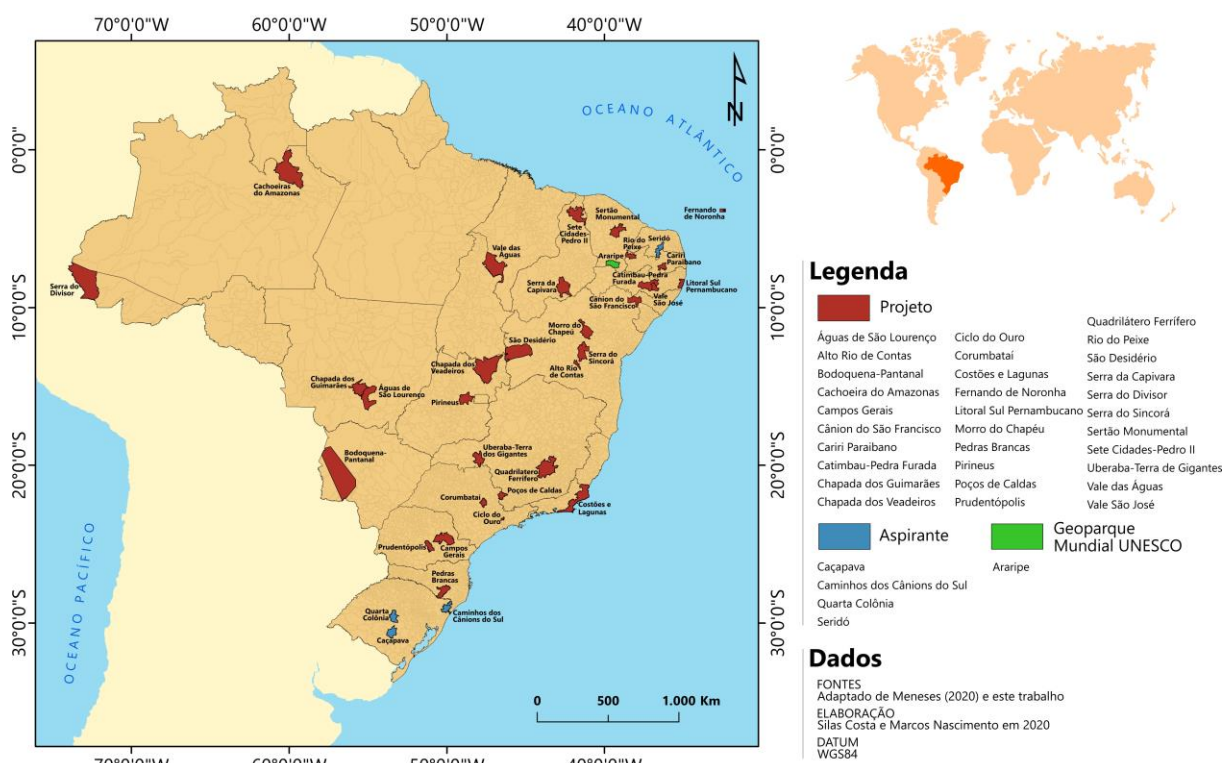 70°0'0"W 60°0'0"W 50°0'0"W 40°0'0"W
0°0'0"
10°0'0"S
20°0'0"S
30°0'0"S
OCEANO ATLÂNTICO
OCEANO PACÍFICO
N
Cachoeiras
do Amazonas
Serra do
Divisor
Vale das
Águas
Sete
Cidades-
Pedro II
Sertão
Monumental
Fernando
de Noronha
Rio do
Peixe
Seridó
Araripe
Cariri
Paraibano
Catimbau-Pedra
Furada
Litoral Sul
Pernambucano
Serra da
Capivara
Cânion do
São Francisco
Vale
São José
Morro do
Chapéu
São Desidério
Serra do
Sincorá
Alto Rio
de Contas
Chapada dos
Veadeiros
Chapada dos
Guimarães
Águas de
São Lourenço
Pirineus
Bodoquena-
Pantanal
Uberaba-Terra
dos Gigantes
Quadrilatero
Ferrífero
Corumbataí
Poços de Caldas
Costões e
Lagunas
Ciclo do
Ouro
Prudentópolis
Campos
Gerais
Pedras
Brancas
Quarta
Colônia
Caminhos dos
Cânions do Sul
Caçapava
0 500 1.000 Km
70°0'0"W 60°0'0"W 50°0'0"W 40°0'0"W
Legenda
Projeto
Águas de São Lourenço
Alto Rio de Contas
Bodoquena-Pantanal
Cachoeira do Amazonas
Campos Gerais
Cânion do São Francisco
Cariri Paraibano
Catimbau-Pedra Furada
Chapada dos Guimarães
Chapada dos Veadeiros
Ciclo do Ouro
Corumbataí
Costões e Lagunas
Fernando de Noronha
Litoral Sul Pernambucano
Morro do Chapéu
Pedras Brancas
Pirineus
Poços de Caldas
Prudentópolis
Quadrilátero Ferrífero
Rio do Peixe
São Desidério
Serra da Capivara
Serra do Divisor
Serra do Sincorá
Sertão Monumental
Sete Cidades-Pedro II
Uberaba-Terra de Gigantes
Vale das Águas
Vale São José
Aspirante
Caçapava
Caminhos dos Cânions do Sul
Quarta Colônia
Seridó
Geoparque
Mundial UNESCO
Araripe
Dados
FONTES
Adaptado de Meneses (2020) e este trabalho
ELABORAÇÃO
Silas Costa e Marcos Nascimento em 2020
DATUM
WGS84